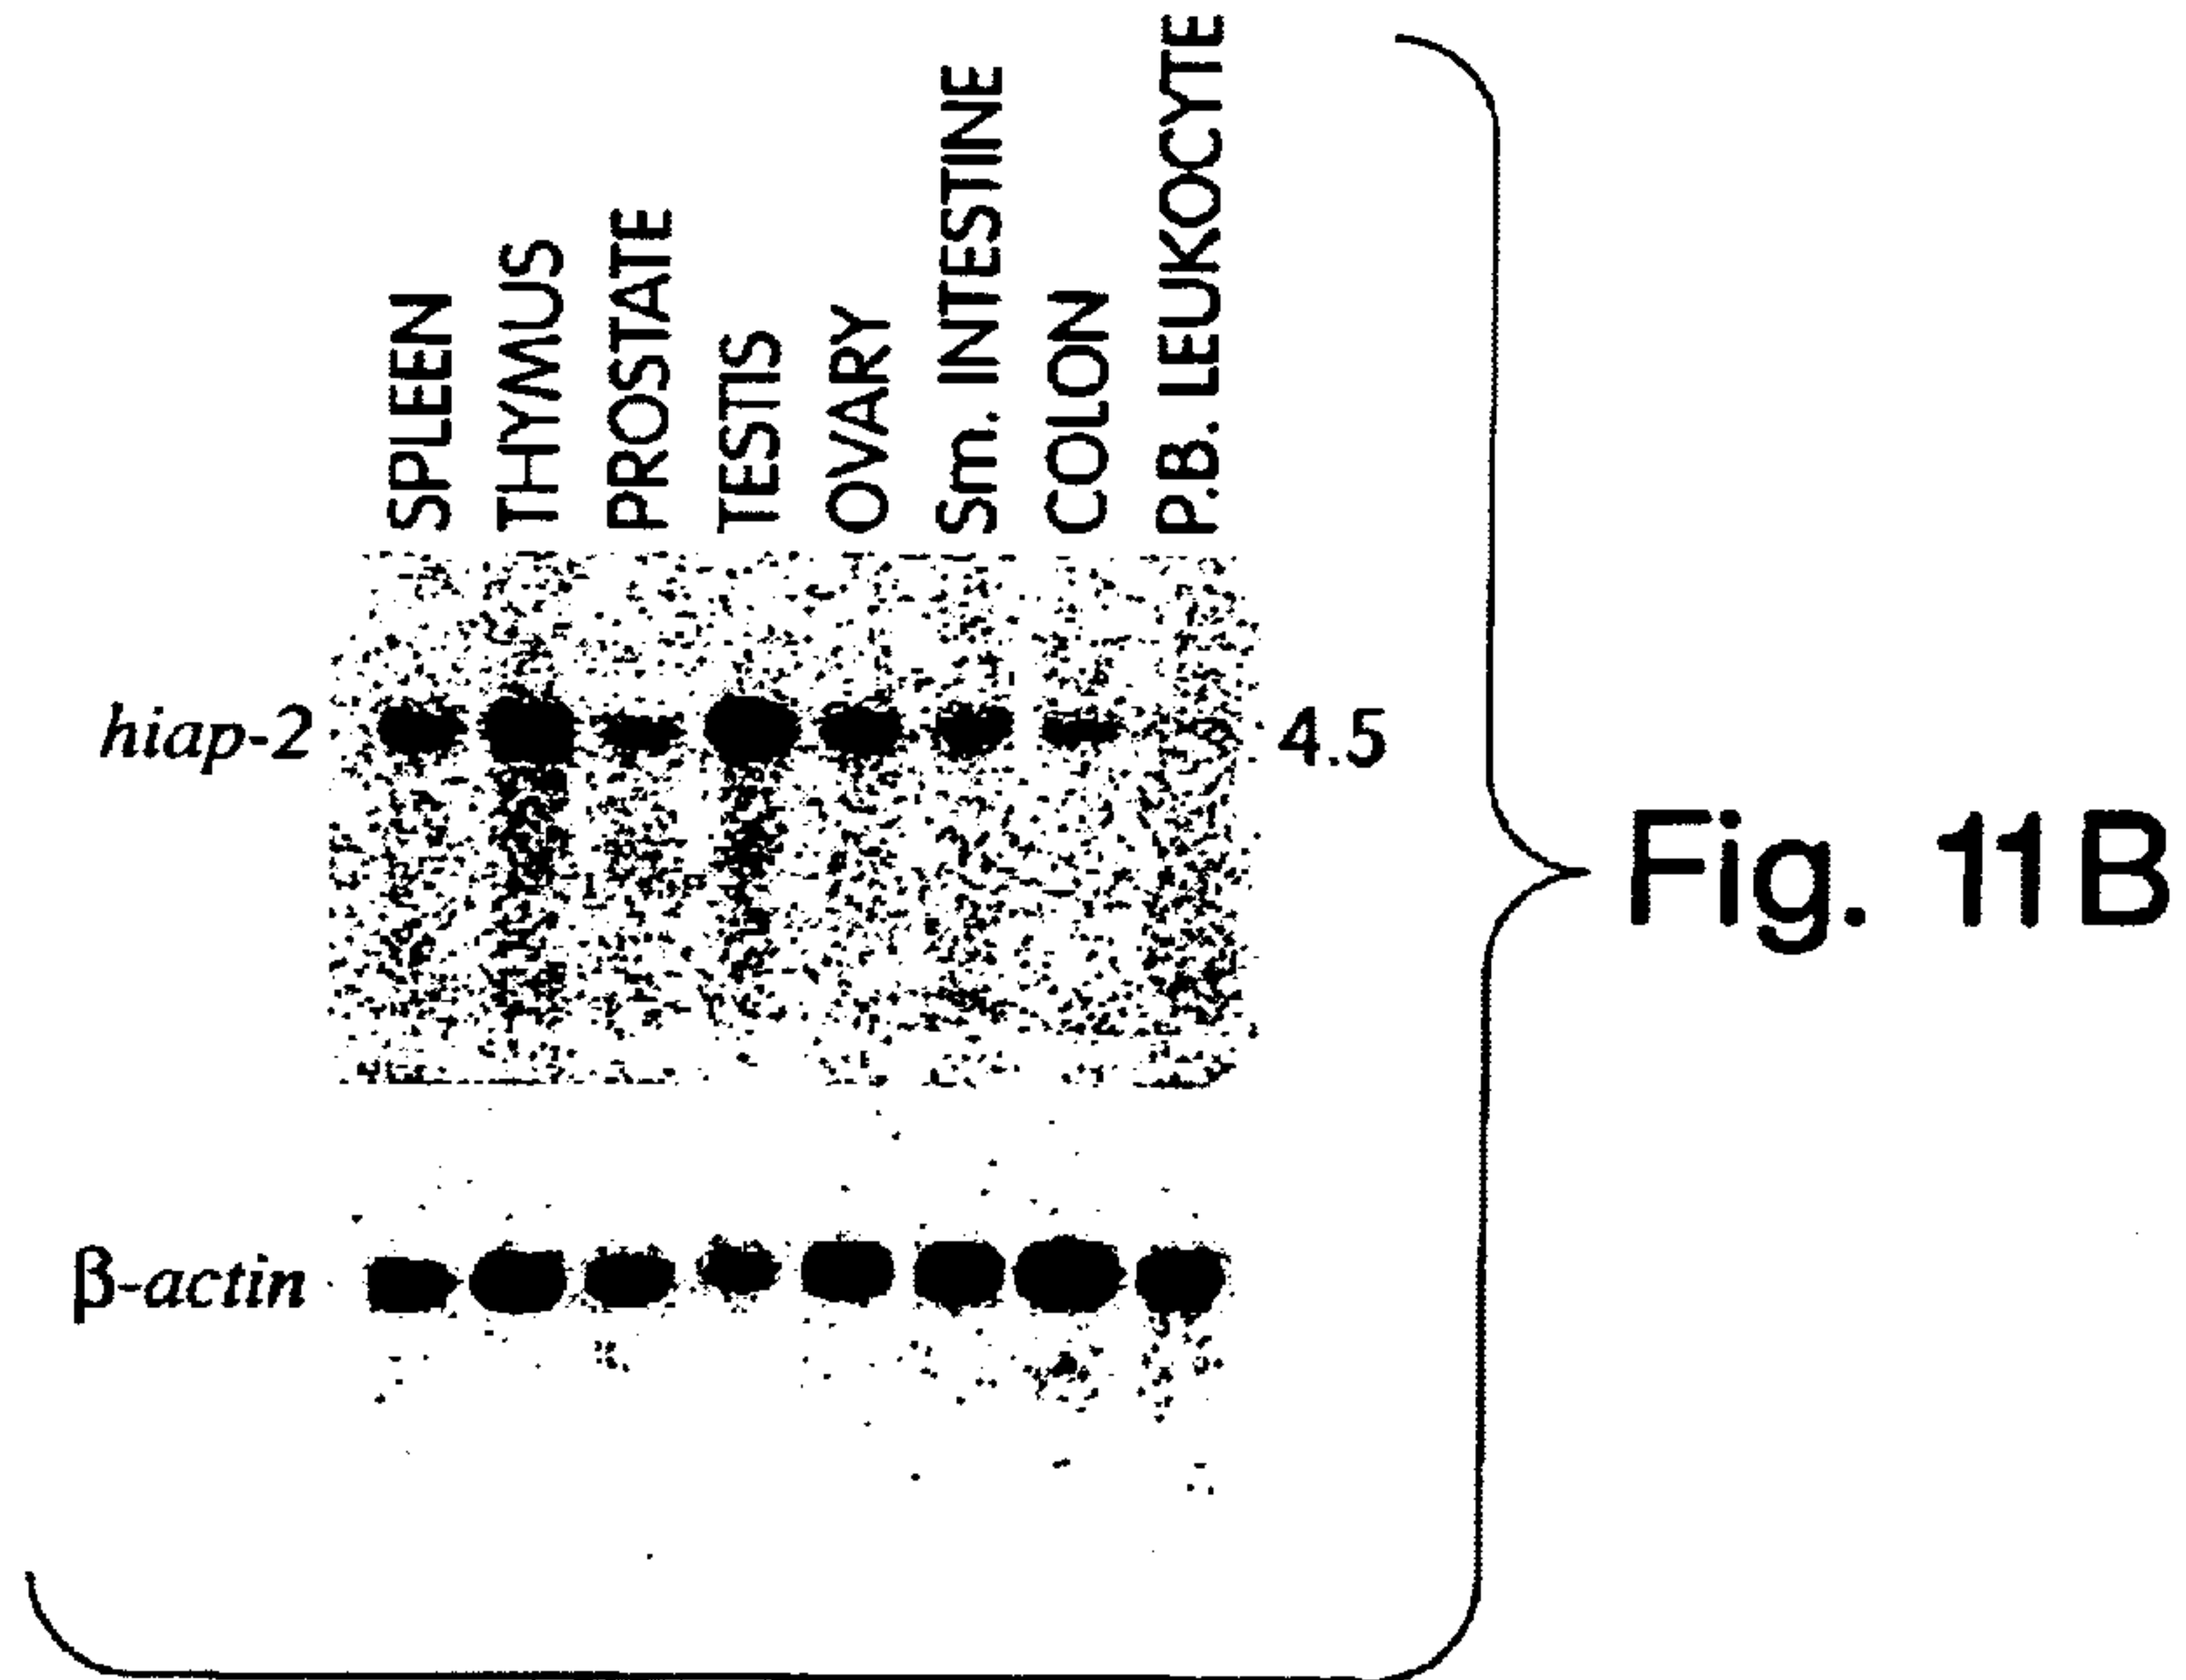 SPLEEN
THYMUS
PROSTATE
TESTIS
OVARY
Sm. INTESTINE
COLON
P.B. LEUKOCYTE
hiap-2
4.5
β-actin
Fig. 11B